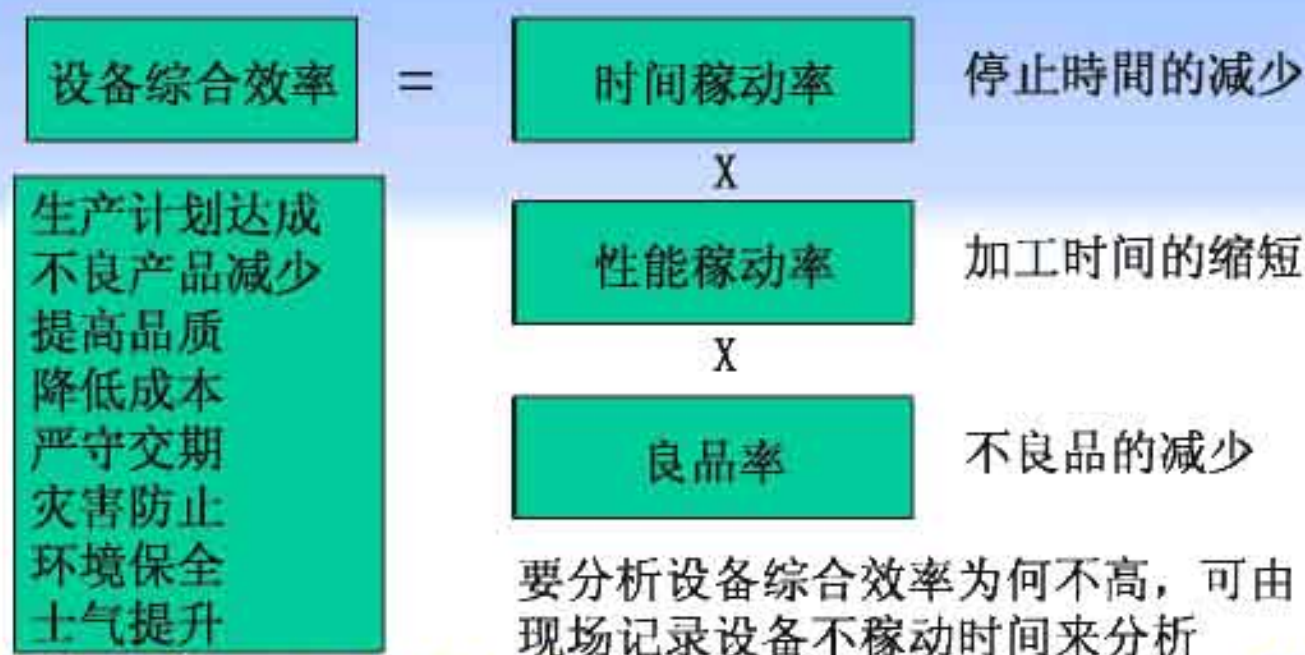 设备综合效率 = 时间稼动率 停止時間的减少
X
性能稼动率 加工时间的缩短
X
良品率 不良品的减少
生产计划达成
不良产品减少
提高品质
降低成本
严守交期
灾害防止
环境保全
士气提升
要分析设备综合效率为何不高，可由
现场记录设备不稼动时间来分析